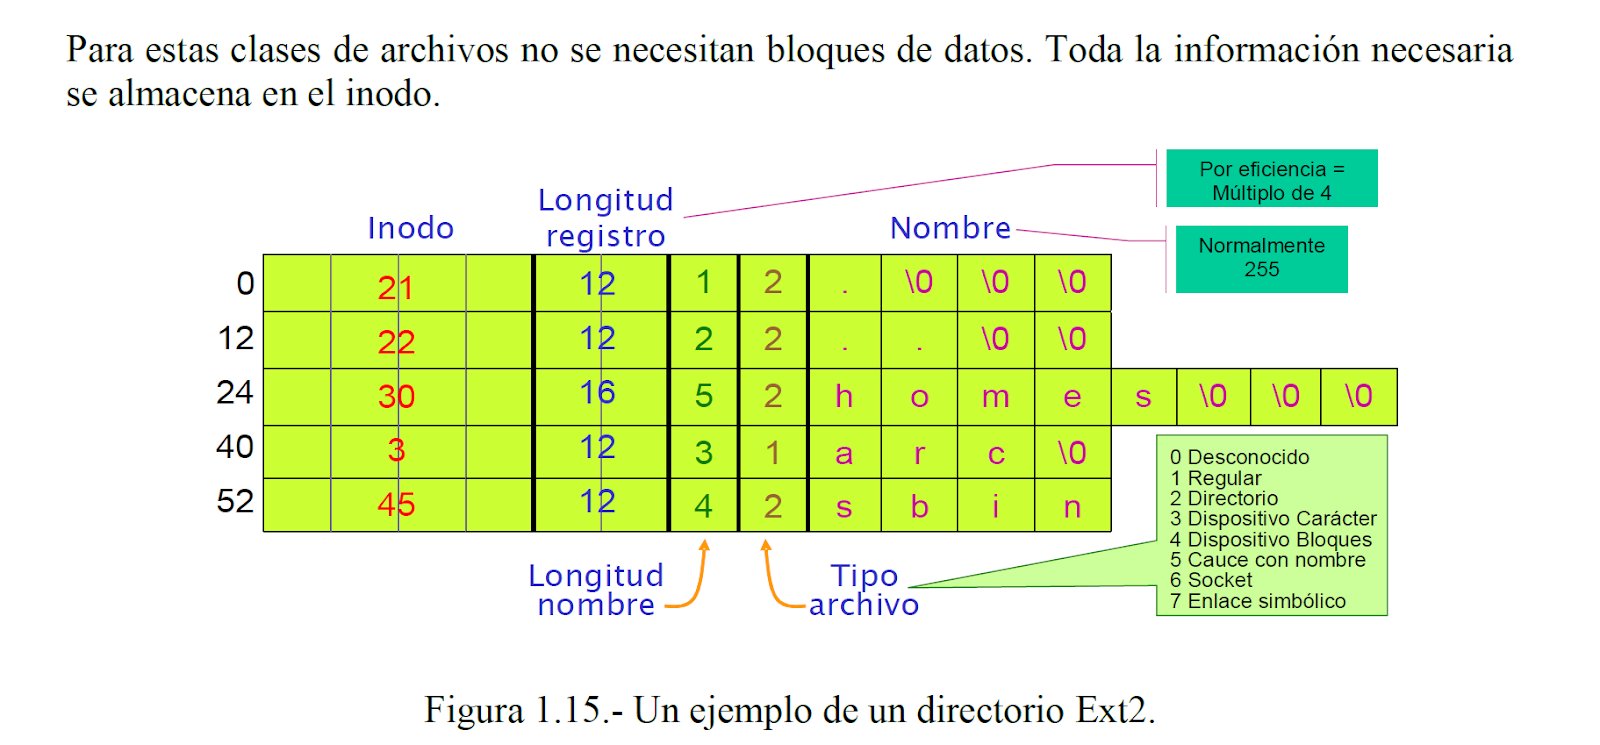 Para estas clases de archivos no se necesitan bloques de datos. Toda la información necesaria
se almacena en el inodo.
Por eficiencia =
Múltiplo de 4
Longitud
registro
Inodo
Nombre
Normalmente
255
0 21 12 1 2 . \0 \0 \0
12 22 12 2 2 . . \0 \0
24 30 16 5 2 h o m e s \0 \0 \0
40 3 12 3 1 a r c \0
52 45 12 4 2 s b i n
0 Desconocido
1 Regular
2 Directorio
3 Dispositivo Carácter
4 Dispositivo Bloques
5 Cauce con nombre
6 Socket
7 Enlace simbólico
Longitud
nombre
Tipo
archivo
Figura 1.15.- Un ejemplo de un directorio Ext2.